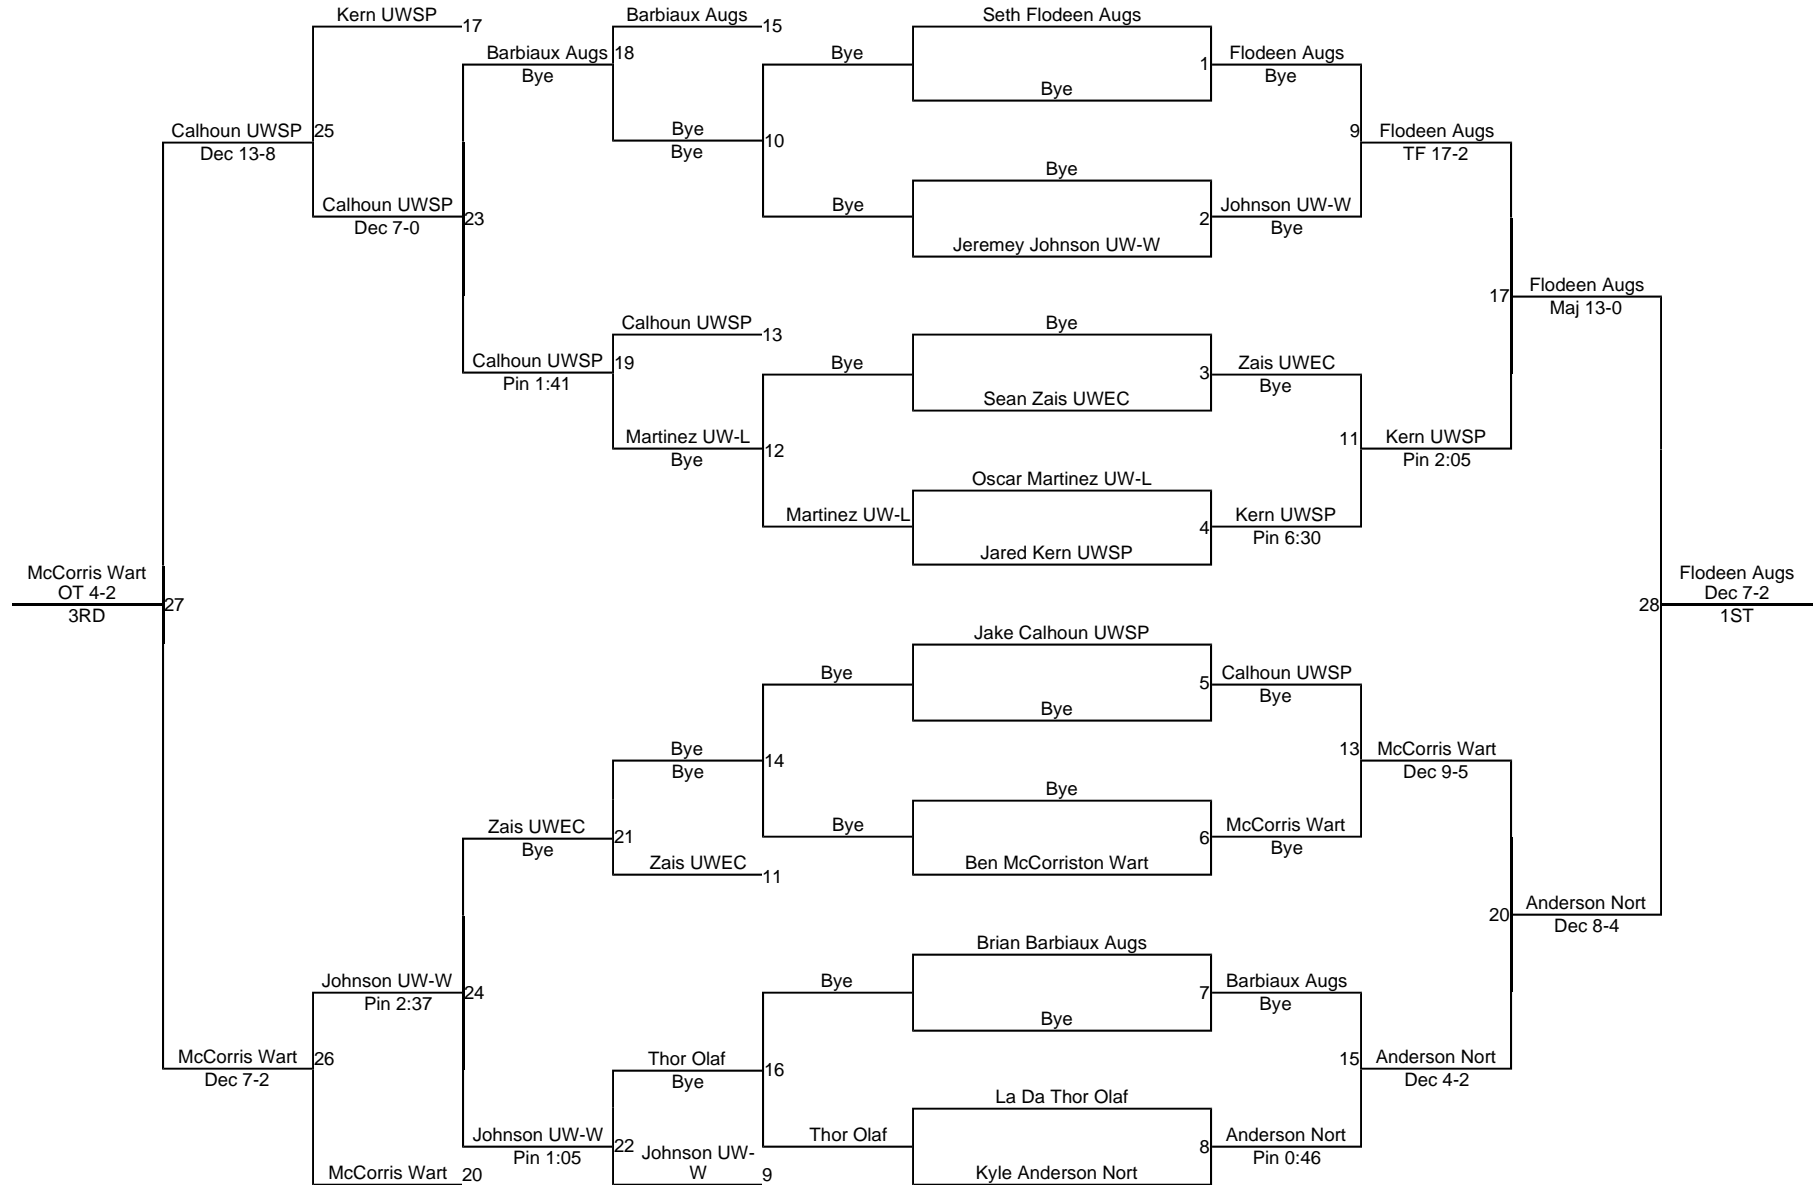 Kern UWSP
17
Barbiaux Augs
15
Seth Flodeen Augs
Barbiaux Augs
18
Bye
Bye
1
Flodeen Augs
Bye
Bye
Calhoun UWSP
25
Dec 13-8
Bye
10
Bye
9
Flodeen Augs
TF 17-2
Bye
Calhoun UWSP
23
Dec 7-0
Bye
2
Johnson UW-W
Bye
Jeremey Johnson UW-W
17
Flodeen Augs
Maj 13-0
Calhoun UWSP
13
Bye
Calhoun UWSP
19
Pin 1:41
Bye
3
Zais UWEC
Bye
Sean Zais UWEC
Martinez UW-L
12
Bye
11
Kern UWSP
Pin 2:05
Oscar Martinez UW-L
Martinez UW-L
4
Kern UWSP
Pin 6:30
Jared Kern UWSP
McCorris Wart
OT 4-2
27
3RD
Flodeen Augs
Dec 7-2
28
1ST
Jake Calhoun UWSP
Bye
5
Calhoun UWSP
Bye
Bye
Bye
14
Bye
13
McCorris Wart
Dec 9-5
Bye
Zais UWEC
21
Bye
Bye
6
McCorris Wart
Bye
Zais UWEC
11
Ben McCorriston Wart
20
Anderson Nort
Dec 8-4
Brian Barbiaux Augs
Johnson UW-W
24
Pin 2:37
Bye
7
Barbiaux Augs
Bye
Bye
McCorris Wart
26
Dec 7-2
Thor Olaf
16
Bye
15
Anderson Nort
Dec 4-2
La Da Thor Olaf
Johnson UW-W
22
Pin 1:05
Thor Olaf
8
Anderson Nort
Pin 0:46
Johnson UW-
W
9
McCorris Wart
20
Kyle Anderson Nort